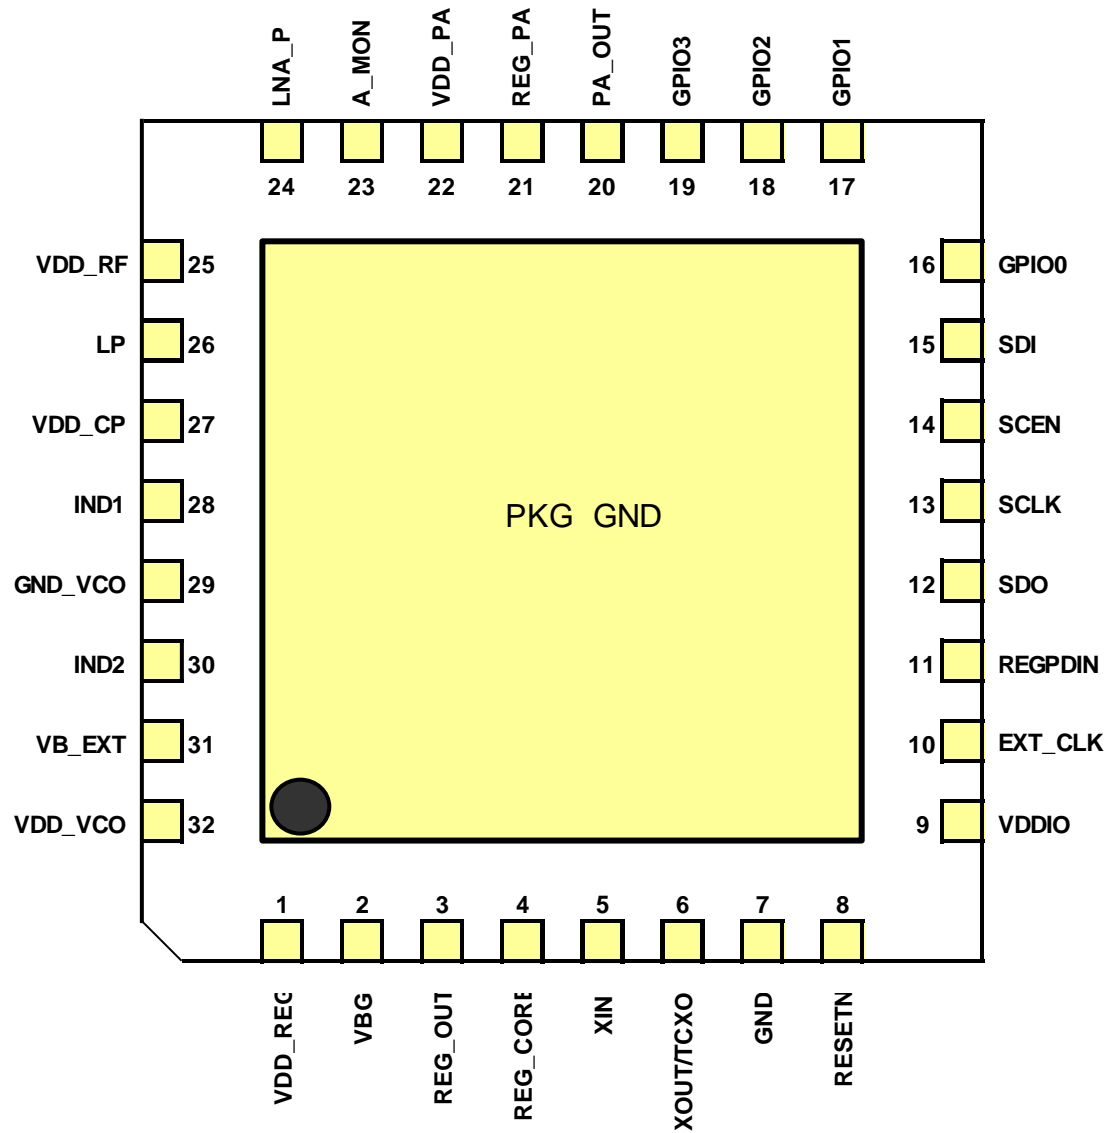 LNA_P
A_MON
VDD_PA
REG_PA
PA_OUT
GPIO3
GPIO2
GPIO1
24 23 22 21 20 19 18 17
VDD_RF 25
LP 26
VDD_CP 27
IND1 28
GND_VCO 29
IND2 30
VB_EXT 31
VDD_VCO 32
PKG GND
16 GPIO0
15 SDI
14 SCEN
13 SCLK
12 SDO
11 REGPDIN
10 EXT_CLK
9 VDDIO
1 2 3 4 5 6 7 8
VDD_REG
VBG
REG_OUT
REG_CORE
XIN
XOUT/TCXO
GND
RESETN